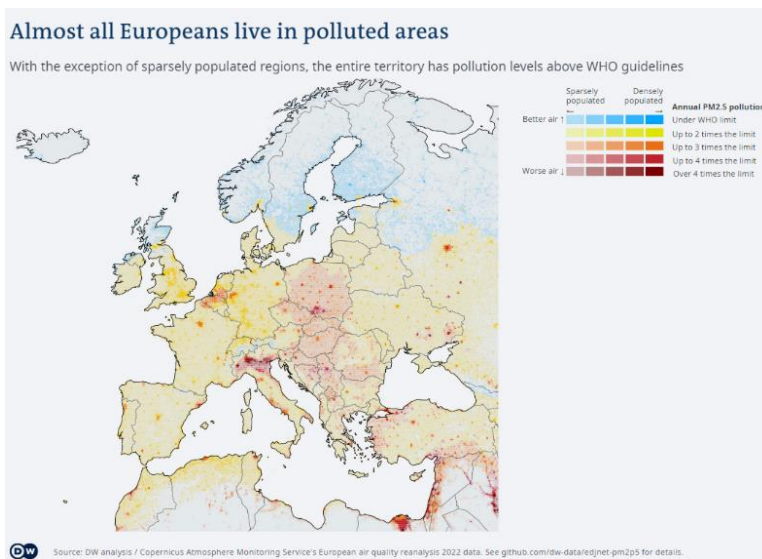 Almost all Europeans live in polluted areas
With the exception of sparsely populated regions, the entire territory has pollution levels above WHO guidelines
Sparsely populated
Densely populated
← →
Annual PM2.5 pollution
Better air ↑
Under WHO limit
Up to 2 times the limit
Up to 3 times the limit
Up to 4 times the limit
Worse air ↓
Over 4 times the limit
DW
Source: DW analysis / Copernicus Atmosphere Monitoring Service's European air quality reanalysis 2022 data. See github.com/dw-data/edjnet-pm2p5 for details.